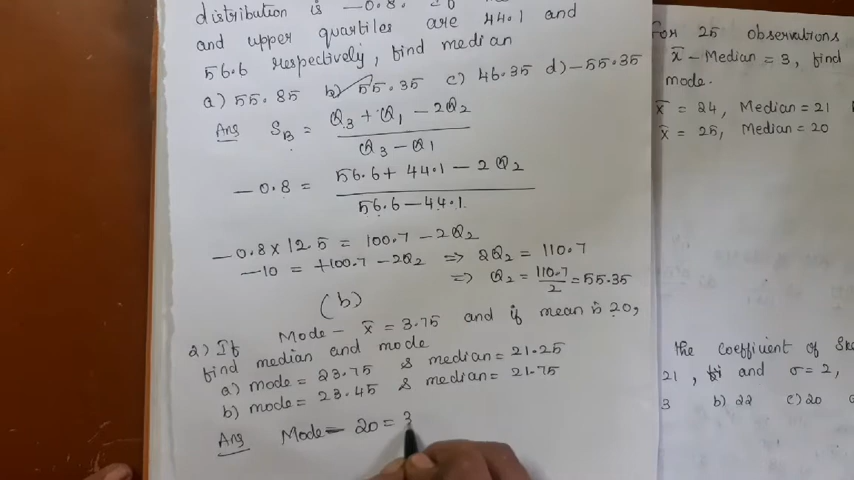 distribution is -0.8.
and upper quartiles are 44.1 and
56.6 respectively, find median
a) 55.85 b) 55.35 c) 46.35 d) -55.35
Ans S_B = Q3 + Q1 - 2Q2
Q3 - Q1
-0.8 = 56.6 + 44.1 - 2Q2
56.6 - 44.1
-0.8 x 12.5 = 100.7 - 2Q2
-10 = +100.7 - 2Q2 => 2Q2 = 110.7
=> Q2 = 110.7/2 = 55.35
(b)
2) If Mode - x̄ = 3.75 and if mean is 20,
find median and mode
a) mode = 23.75 & median = 21.25
b) mode = 23.45 & median = 21.75
Ans Mode - 20 = 3
For 25 observations
x̄ - Median = 3, find
mode.
x̄ = 24, Median = 21
x̄ = 25, Median = 20
The coefficient of
21, and σ = 2,
3 b) 22 c) 20